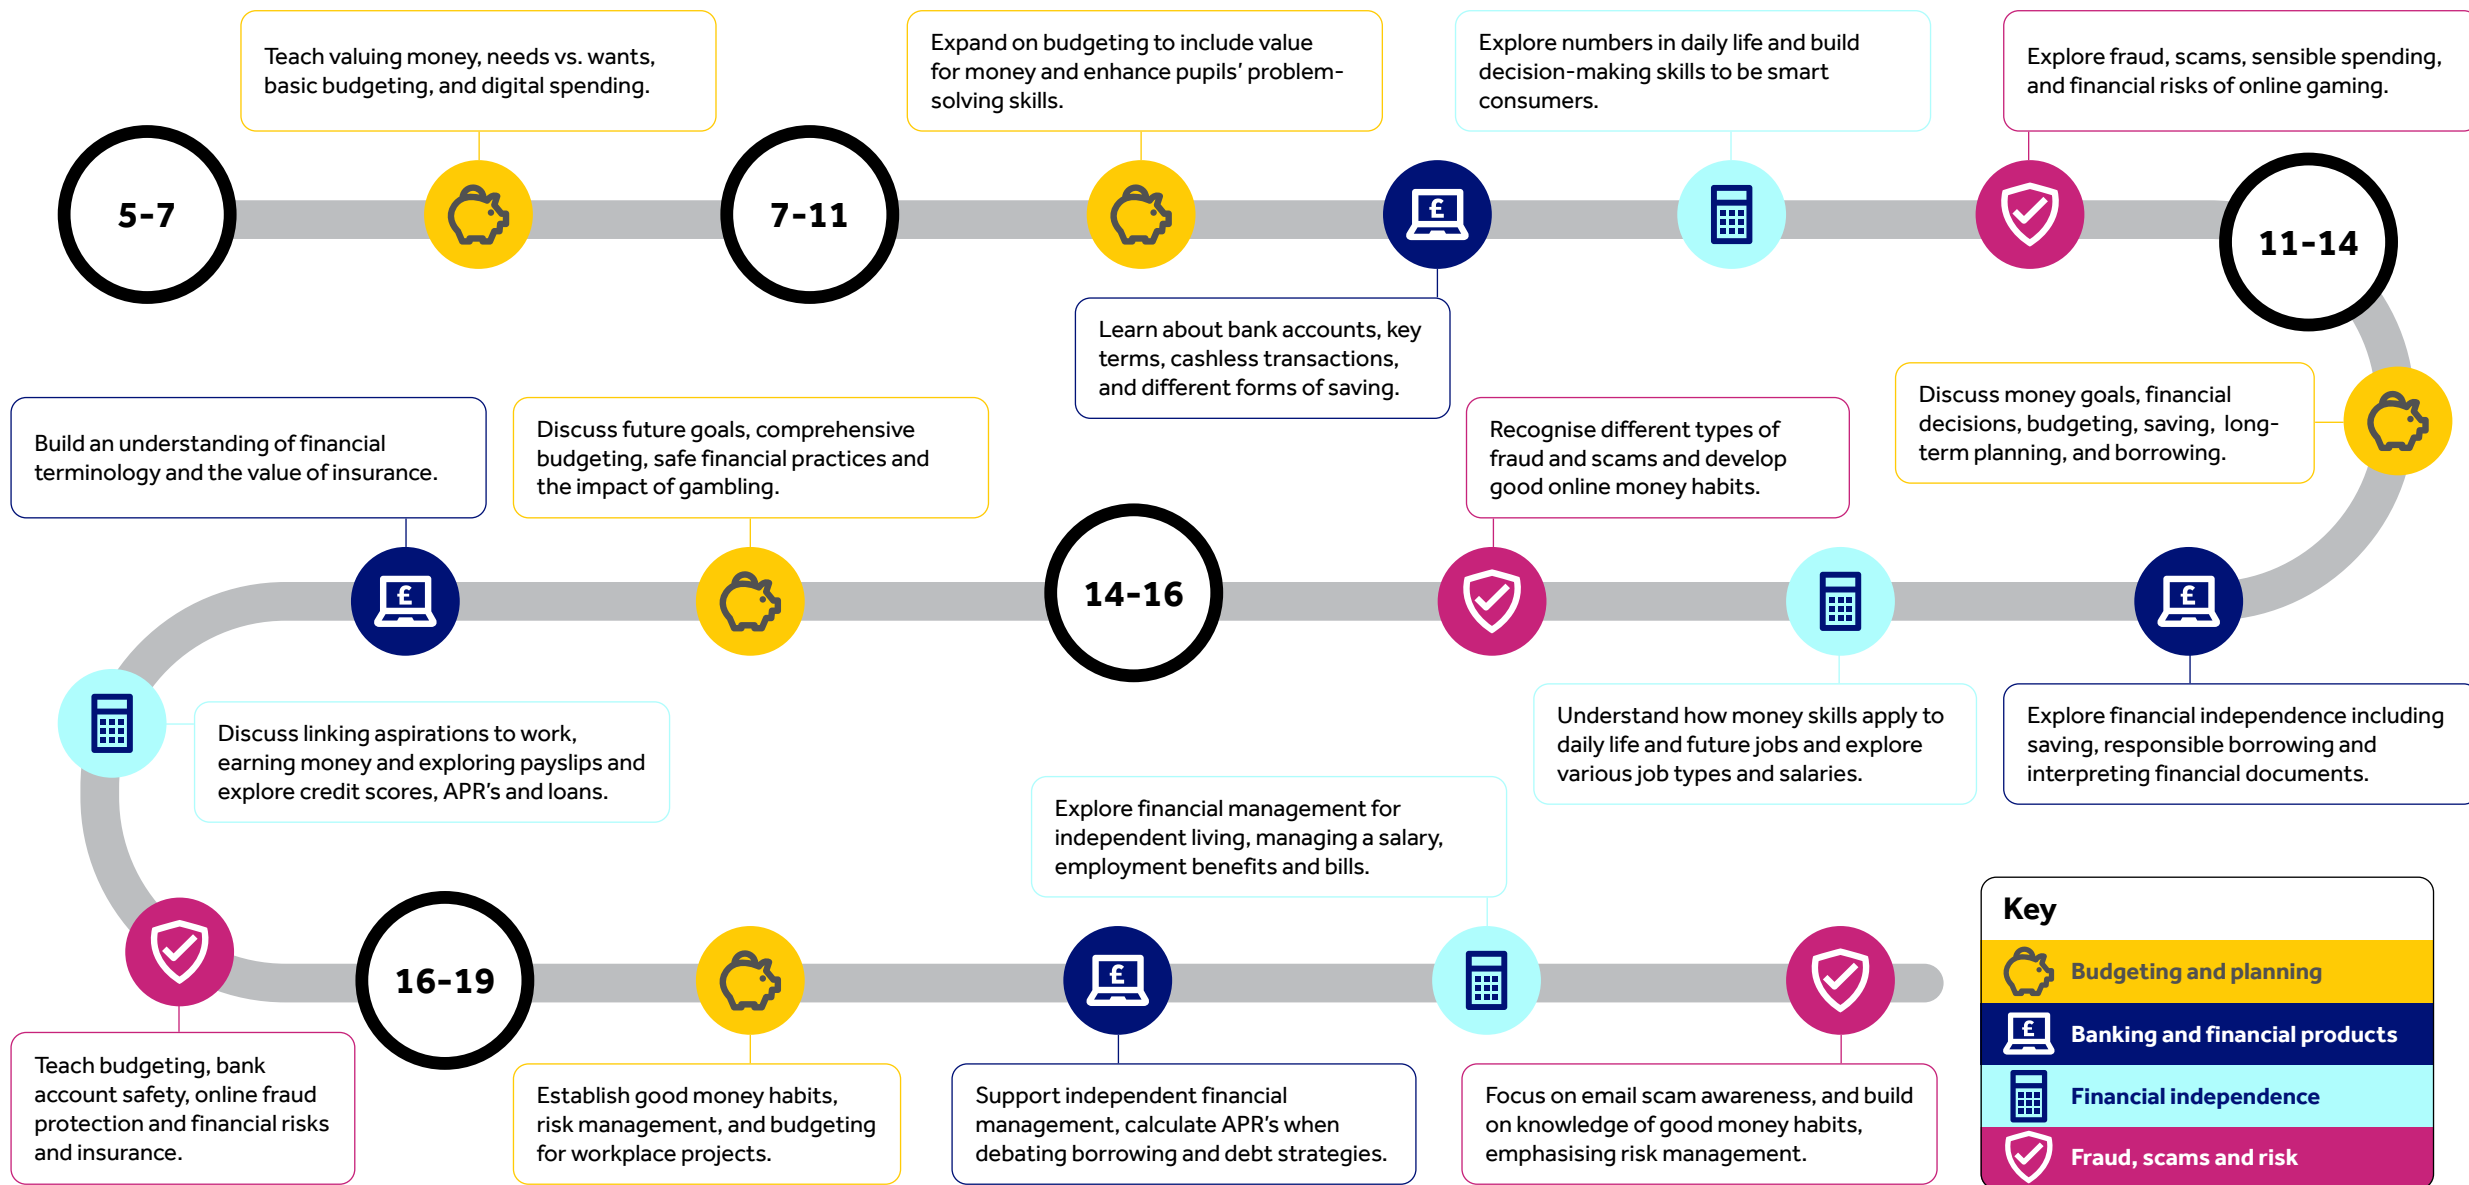 5-7
Teach valuing money, needs vs. wants,
basic budgeting, and digital spending.
7-11
Expand on budgeting to include value
for money and enhance pupils' problem-
solving skills.
Learn about bank accounts, key
terms, cashless transactions,
and different forms of saving.
Explore numbers in daily life and build
decision-making skills to be smart
consumers.
Explore fraud, scams, sensible spending,
and financial risks of online gaming.
11-14
Discuss money goals, financial
decisions, budgeting, saving, long-
term planning, and borrowing.
£
Explore financial independence including
saving, responsible borrowing and
interpreting financial documents.
£
Understand how money skills apply to
daily life and future jobs and explore
various job types and salaries.
Recognise different types of
fraud and scams and develop
good online money habits.
14-16
Discuss future goals, comprehensive
budgeting, safe financial practices and
the impact of gambling.
Build an understanding of financial
terminology and the value of insurance.
£
Discuss linking aspirations to work,
earning money and exploring payslips and
explore credit scores, APR's and loans.
Teach budgeting, bank
account safety, online fraud
protection and financial risks
and insurance.
16-19
Establish good money habits,
risk management, and budgeting
for workplace projects.
£
Support independent financial
management, calculate APR's when
debating borrowing and debt strategies.
Explore financial management for
independent living, managing a salary,
employment benefits and bills.
Focus on email scam awareness, and build
on knowledge of good money habits,
emphasising risk management.
Key
Budgeting and planning
£
Banking and financial products
Financial independence
Fraud, scams and risk